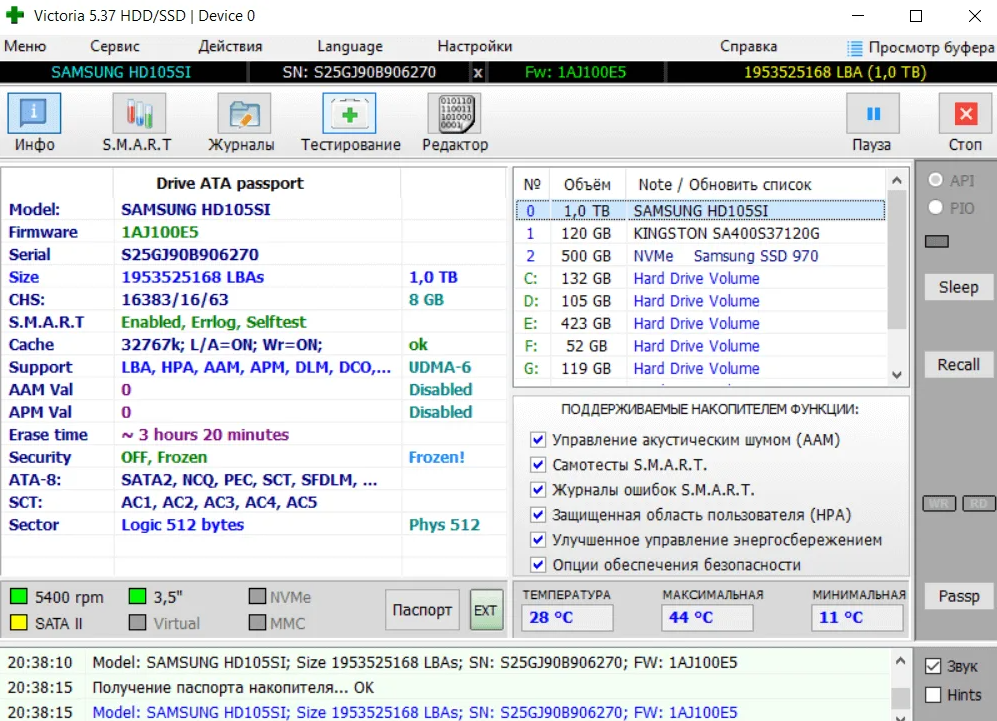 Victoria 5.37 HDD/SSD | Device 0
Меню Сервис Действия Language Настройки Справка Просмотр буфера
SAMSUNG HD105SI SN: S25GJ90B906270 x Fw: 1AJ100E5 1953525168 LBA (1,0 TB)
Инфо S.M.A.R.T Журналы Тестирование Редактор Пауза Стоп
Drive ATA passport
Model: SAMSUNG HD105SI
Firmware 1AJ100E5
Serial S25GJ90B906270
Size 1953525168 LBAs 1,0 TB
CHS: 16383/16/63 8 GB
S.M.A.R.T Enabled, Errlog, Selftest
Cache 32767k; L/A=ON; Wr=ON; ok
Support LBA, HPA, AAM, APM, DLM, DCO,... UDMA-6
AAM Val 0 Disabled
APM Val 0 Disabled
Erase time ~ 3 hours 20 minutes
Security OFF, Frozen Frozen!
ATA-8: SATA2, NCQ, PEC, SCT, SFDLM, ...
SCT: AC1, AC2, AC3, AC4, AC5
Sector Logic 512 bytes Phys 512
№ Объём Note / Обновить список
0 1,0 TB SAMSUNG HD105SI
1 120 GB KINGSTON SA400S37120G
2 500 GB NVMe Samsung SSD 970
C: 132 GB Hard Drive Volume
D: 105 GB Hard Drive Volume
E: 423 GB Hard Drive Volume
F: 52 GB Hard Drive Volume
G: 119 GB Hard Drive Volume
ПОДДЕРЖИВАЕМЫЕ НАКОПИТЕЛЕМ ФУНКЦИИ:
Управление акустическим шумом (AAM)
Самотесты S.M.A.R.T.
Журналы ошибок S.M.A.R.T.
Защищенная область пользователя (HPA)
Улучшенное управление энергосбережением
Опции обеспечения безопасности
API
PIO
Sleep
Recall
WR RD
Passp
5400 rpm 3,5" NVMe
SATA II Virtual MMC
Паспорт EXT
ТЕМПЕРАТУРА МАКСИМАЛЬНАЯ МИНИМАЛЬНАЯ
28 °C 44 °C 11 °C
20:38:10 Model: SAMSUNG HD105SI; Size 1953525168 LBAs; SN: S25GJ90B906270; FW: 1AJ100E5
20:38:15 Получение паспорта накопителя... OK
20:38:15 Model: SAMSUNG HD105SI; Size 1953525168 LBAs; SN: S25GJ90B906270; FW: 1AJ100E5
Звук
Hints